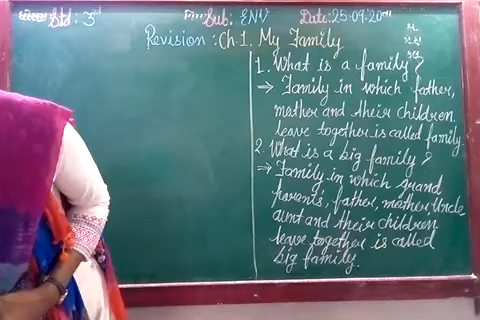 Std: 3rd Sub: ENV Date: 25-09-20
Revision : Ch-1. My Family
1. What is a family?
⇒ Family in which father,
mother and their children
leave together is called family.
2. What is a big family?
⇒ Family in which grand
parents, father, mother, uncle
aunt and their children
leave together is called
big family.